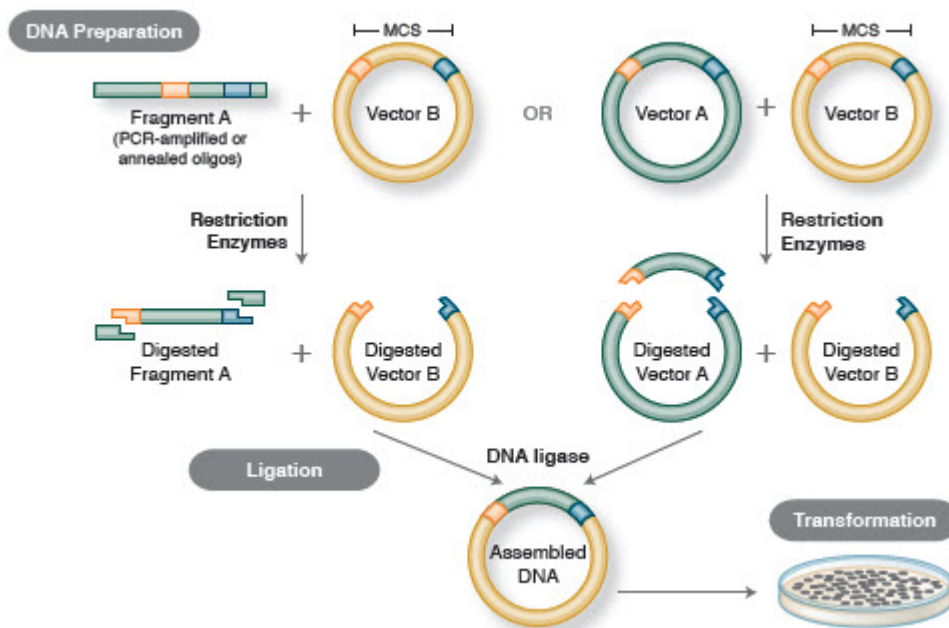 DNA Preparation
MCS
MCS
Fragment A
(PCR-amplified or
annealed oligos)
+
Vector B
OR
Vector A
+
Vector B
Restriction
Enzymes
Restriction
Enzymes
Digested
Fragment A
+
Digested
Vector B
Digested
Vector A
+
Digested
Vector B
Ligation
DNA ligase
Assembled
DNA
Transformation